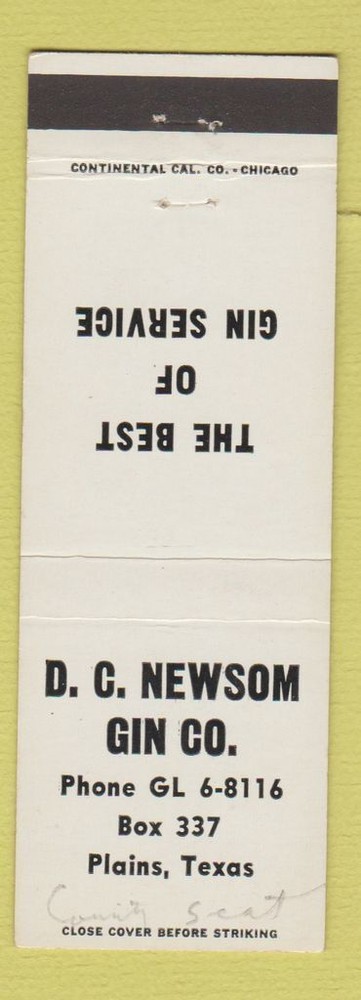 CONTINENTAL CAL. CO. - CHICAGO
THE BEST
OF
GIN SERVICE
D. C. NEWSOM
GIN CO.
Phone GL 6-8116
Box 337
Plains, Texas
County seat
CLOSE COVER BEFORE STRIKING